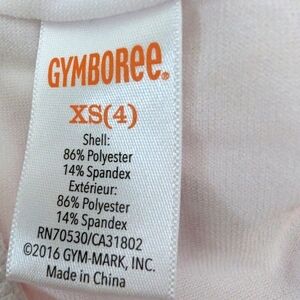 GYMBOREE.
XS(4)
Shell:
86% Polyester
14% Spandex
Extérieur:
86% Polyester
14% Spandex
RN70530/CA31802
©2016 GYM-MARK, INC.
Made in China